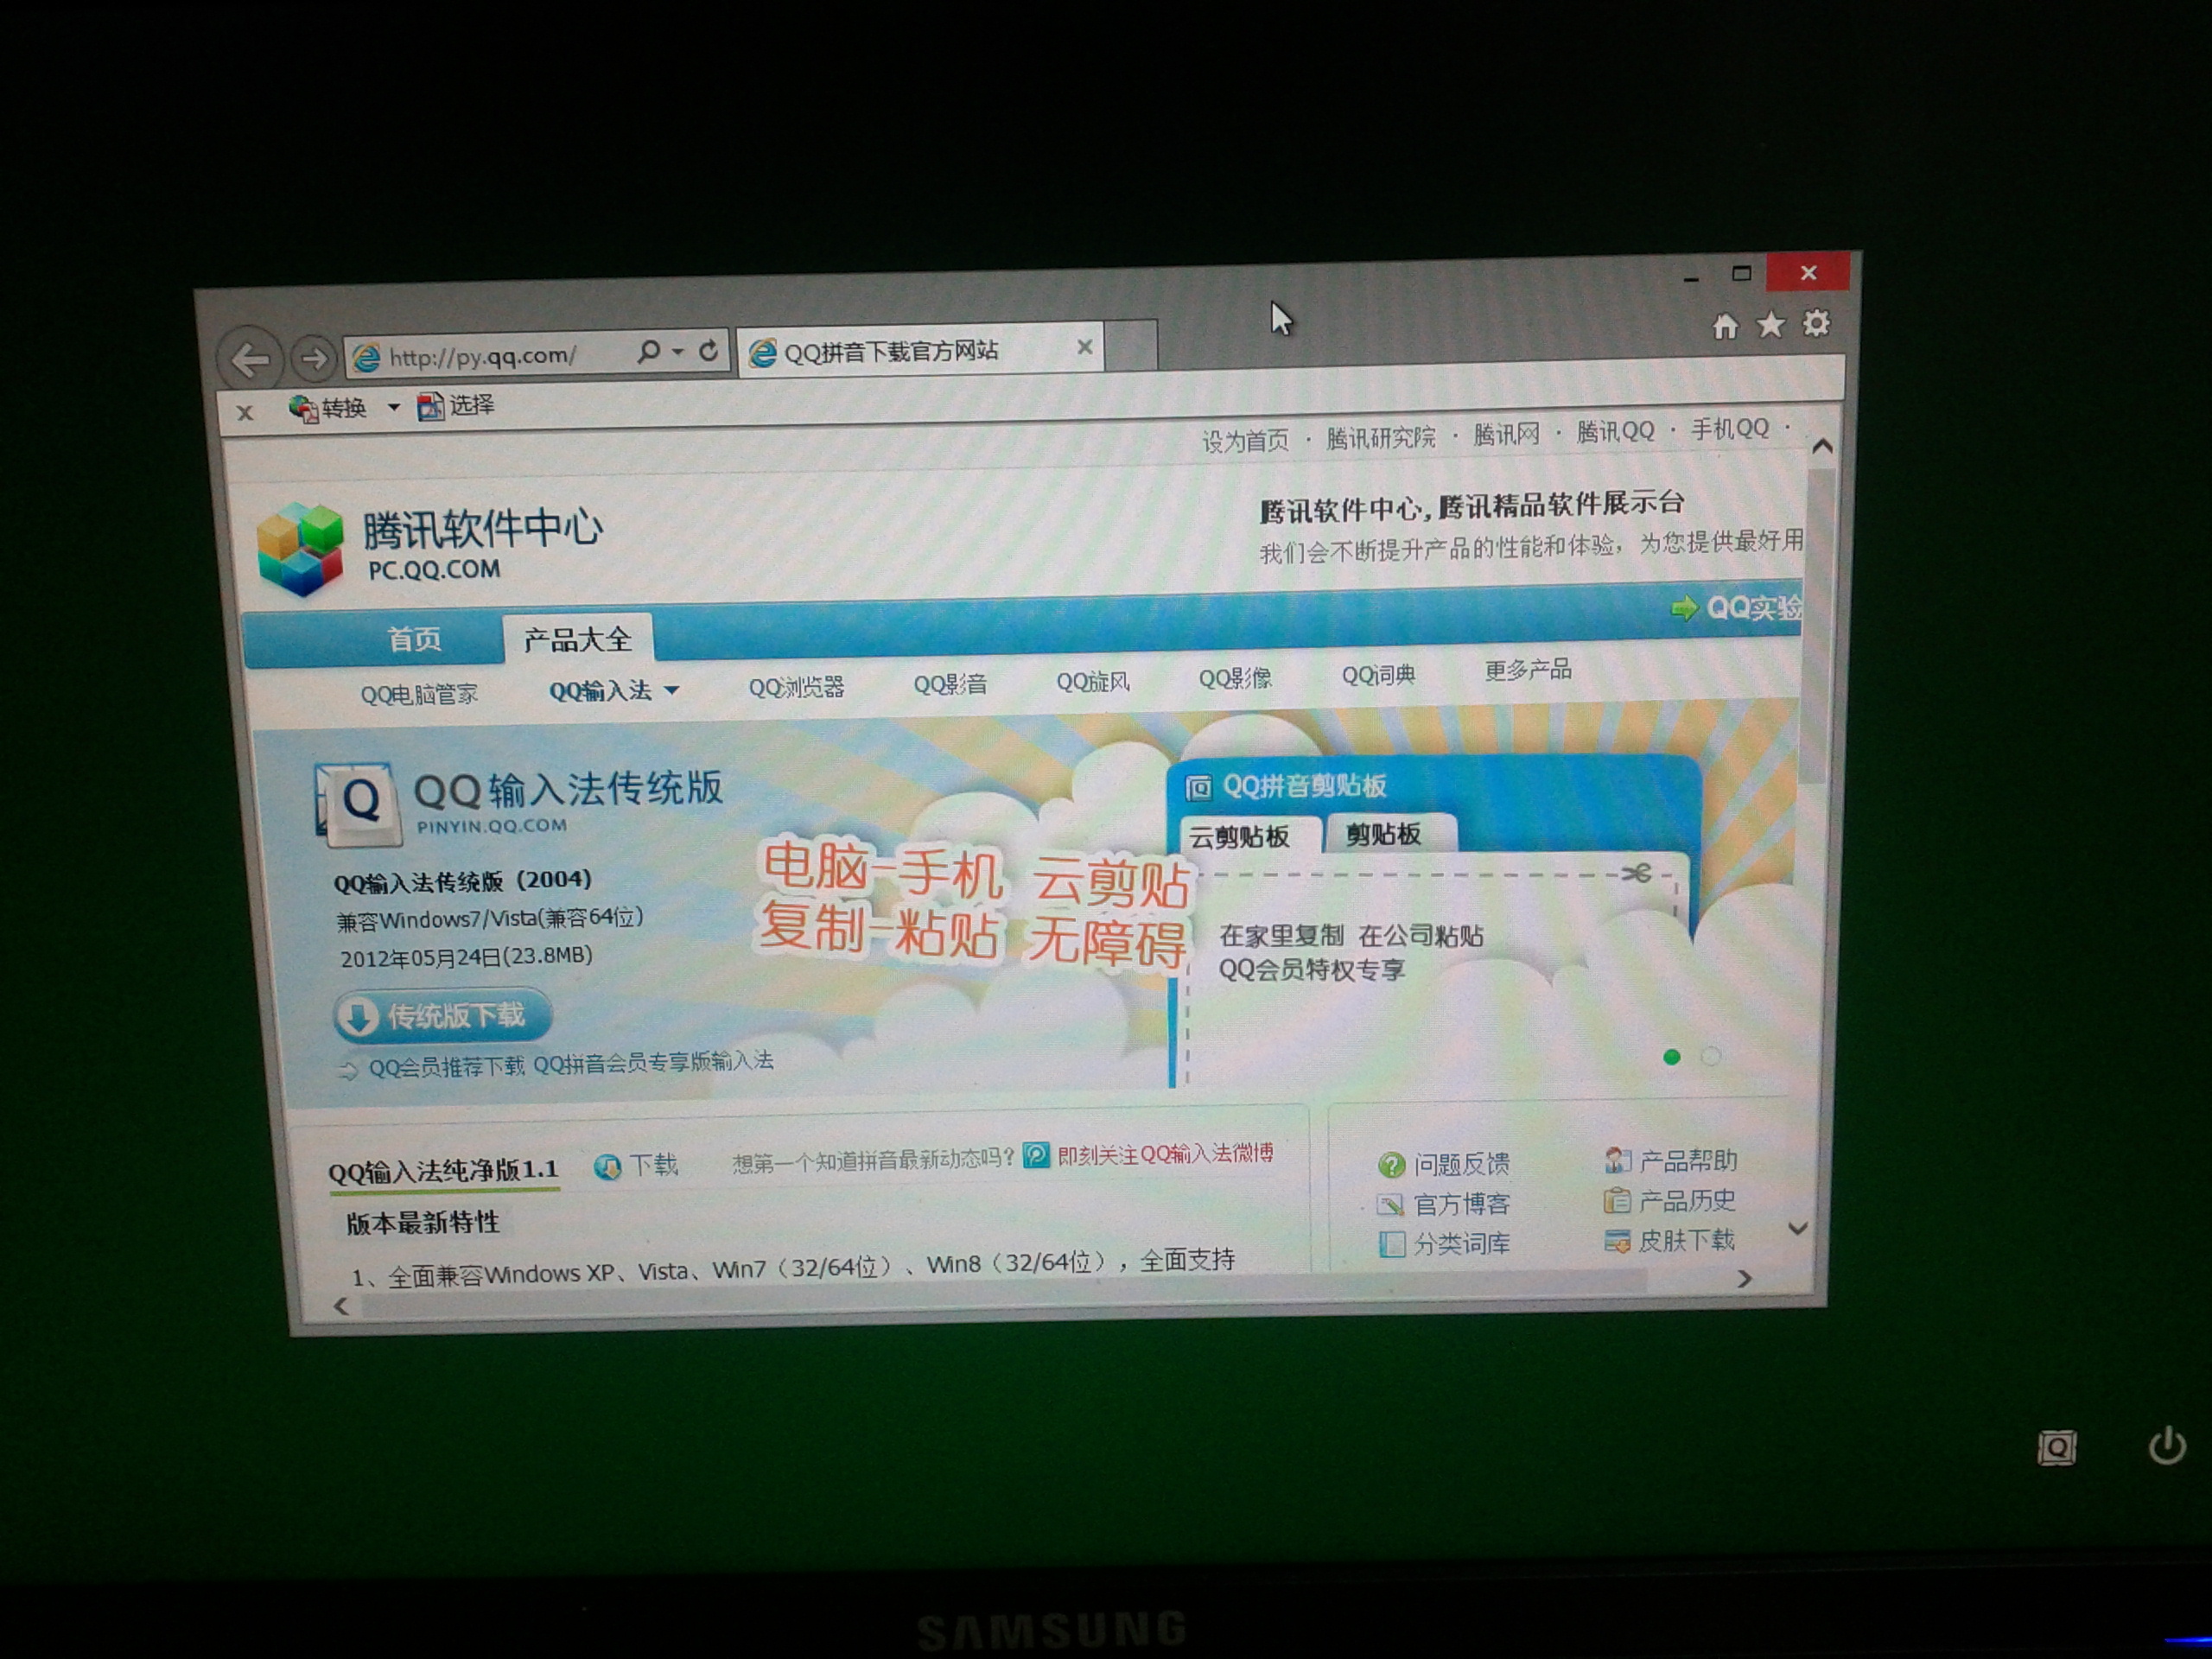 http://py.qq.com/
QQ拼音下载官方网站
转换 选择
设为首页 · 腾讯研究院 · 腾讯网 · 腾讯QQ · 手机QQ ·
腾讯软件中心
PC.QQ.COM
腾讯软件中心,腾讯精品软件展示台
我们会不断提升产品的性能和体验，为您提供最好用
首页 产品大全
QQ实验
QQ电脑管家 QQ输入法 QQ浏览器 QQ影音 QQ旋风 QQ影像 QQ词典 更多产品
Q
QQ输入法传统版
PINYIN.QQ.COM
QQ输入法传统版（2004）
兼容Windows7/Vista(兼容64位)
2012年05月24日(23.8MB)
传统版下载
QQ会员推荐下载 QQ拼音会员专享版输入法
电脑-手机 云剪贴
复制-粘贴 无障碍
Q QQ拼音剪贴板
云剪贴板 剪贴板
在家里复制 在公司粘贴
QQ会员特权专享
QQ输入法纯净版1.1 下载 想第一个知道拼音最新动态吗? 即刻关注QQ输入法微博
版本最新特性
1、全面兼容Windows XP、Vista、Win7（32/64位）、Win8（32/64位），全面支持
问题反馈 产品帮助
官方博客 产品历史
分类词库 皮肤下载
Q
SAMSUNG